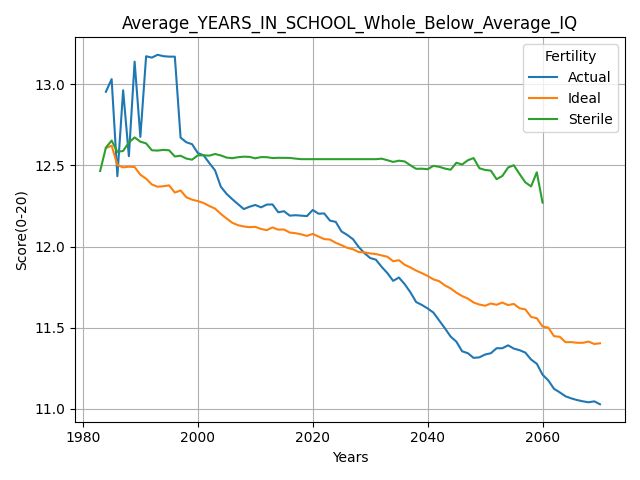 Average_YEARS_IN_SCHOOL_Whole_Below_Average_IQ
Fertility
Actual
Ideal
Sterile
Score(0-20)
13.0
12.5
12.0
11.5
11.0
1980
2000
2020
2040
2060
Years